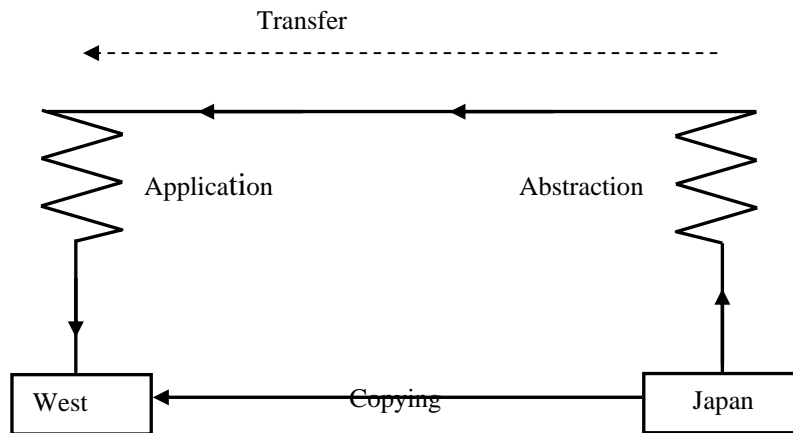 Transfer
Application
Abstraction
West
Copying
Japan